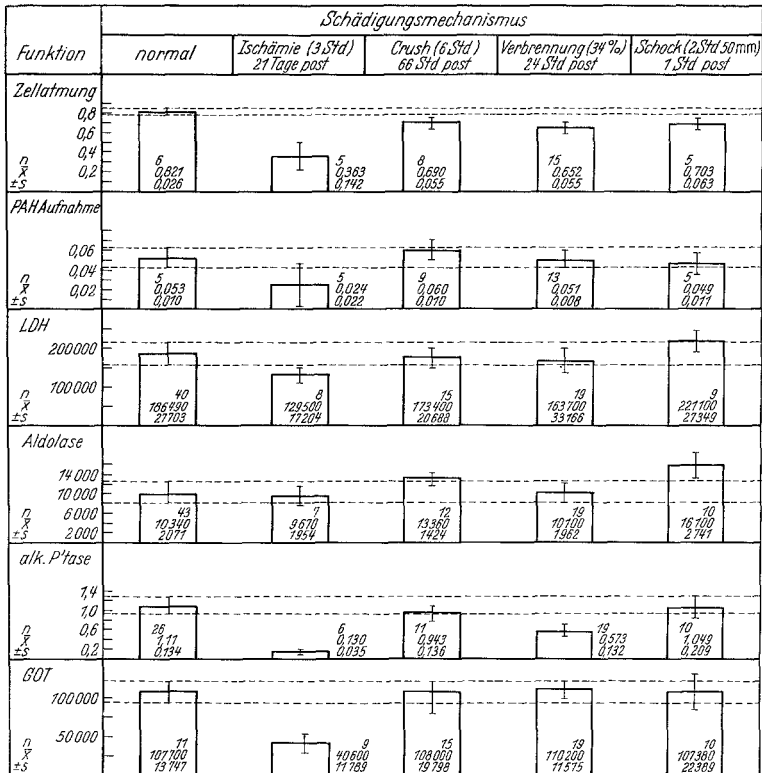 Schädigungsmechanismus
Funktion normal Ischämie (3 Std) 21 Tage post Crush (6 Std) 66 Std post Verbrennung (34 %) 24 Std post Schock (2 Std 50 mm) 1 Std post
Zellatmung
0,8
0,6
0,4
0,2
n 6 5 8 15 5
x̄ 0,821 0,363 0,690 0,652 0,703
±s 0,026 0,142 0,055 0,055 0,063
PAH Aufnahme
0,06
0,04
0,02
n 5 5 9 13 5
x̄ 0,053 0,024 0,060 0,051 0,049
±s 0,010 0,022 0,010 0,008 0,011
LDH
200000
100000
n 40 8 15 19 9
x̄ 186490 129500 173400 163700 221100
±s 27703 17204 20688 33166 27349
Aldolase
14000
10000
6000
2000
n 43 7 12 19 10
x̄ 10340 9670 13360 10100 16100
±s 2071 1954 1424 1962 2741
alk. P'tase
1,4
1,0
0,6
0,2
n 26 6 11 19 10
x̄ 1,11 0,130 0,943 0,573 1,049
±s 0,134 0,035 0,136 0,132 0,209
GOT
100000
50000
n 11 9 15 19 10
x̄ 107700 40600 108000 110200 107360
±s 13747 11789 19798 11575 22389